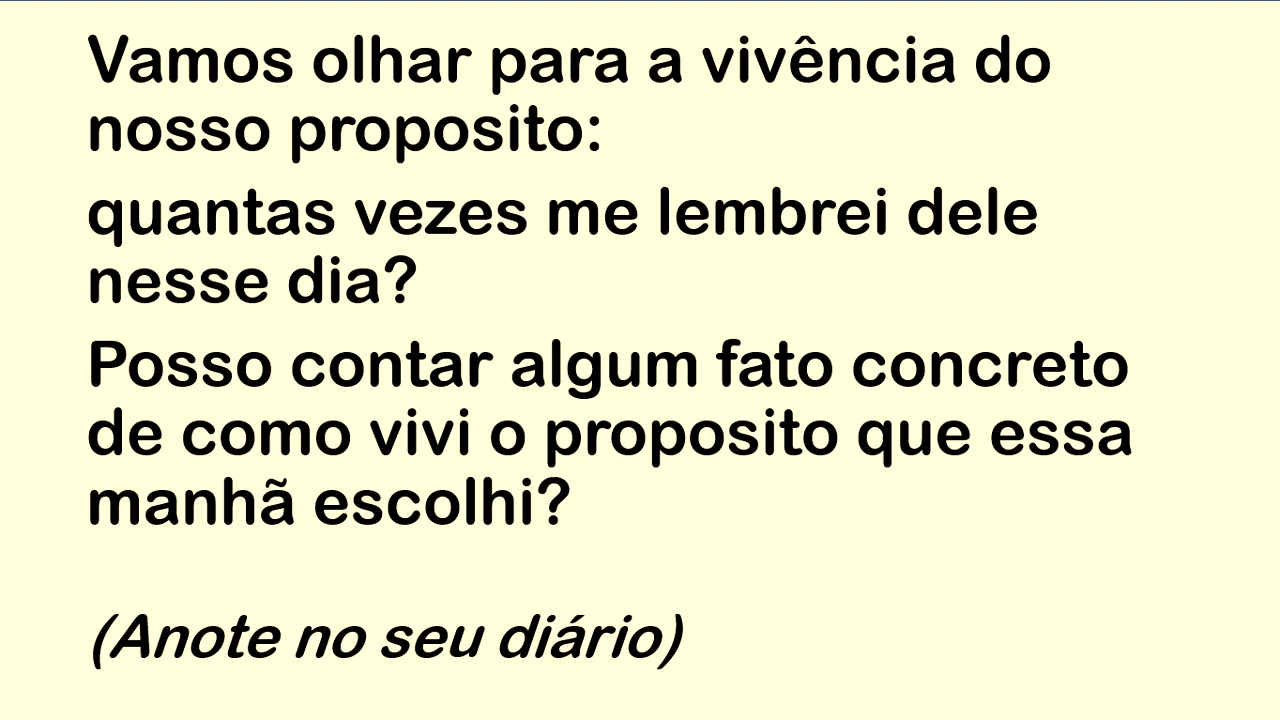 Vamos olhar para a vivência do
nosso proposito:
quantas vezes me lembrei dele
nesse dia?
Posso contar algum fato concreto
de como vivi o proposito que essa
manhã escolhi?
(Anote no seu diário)